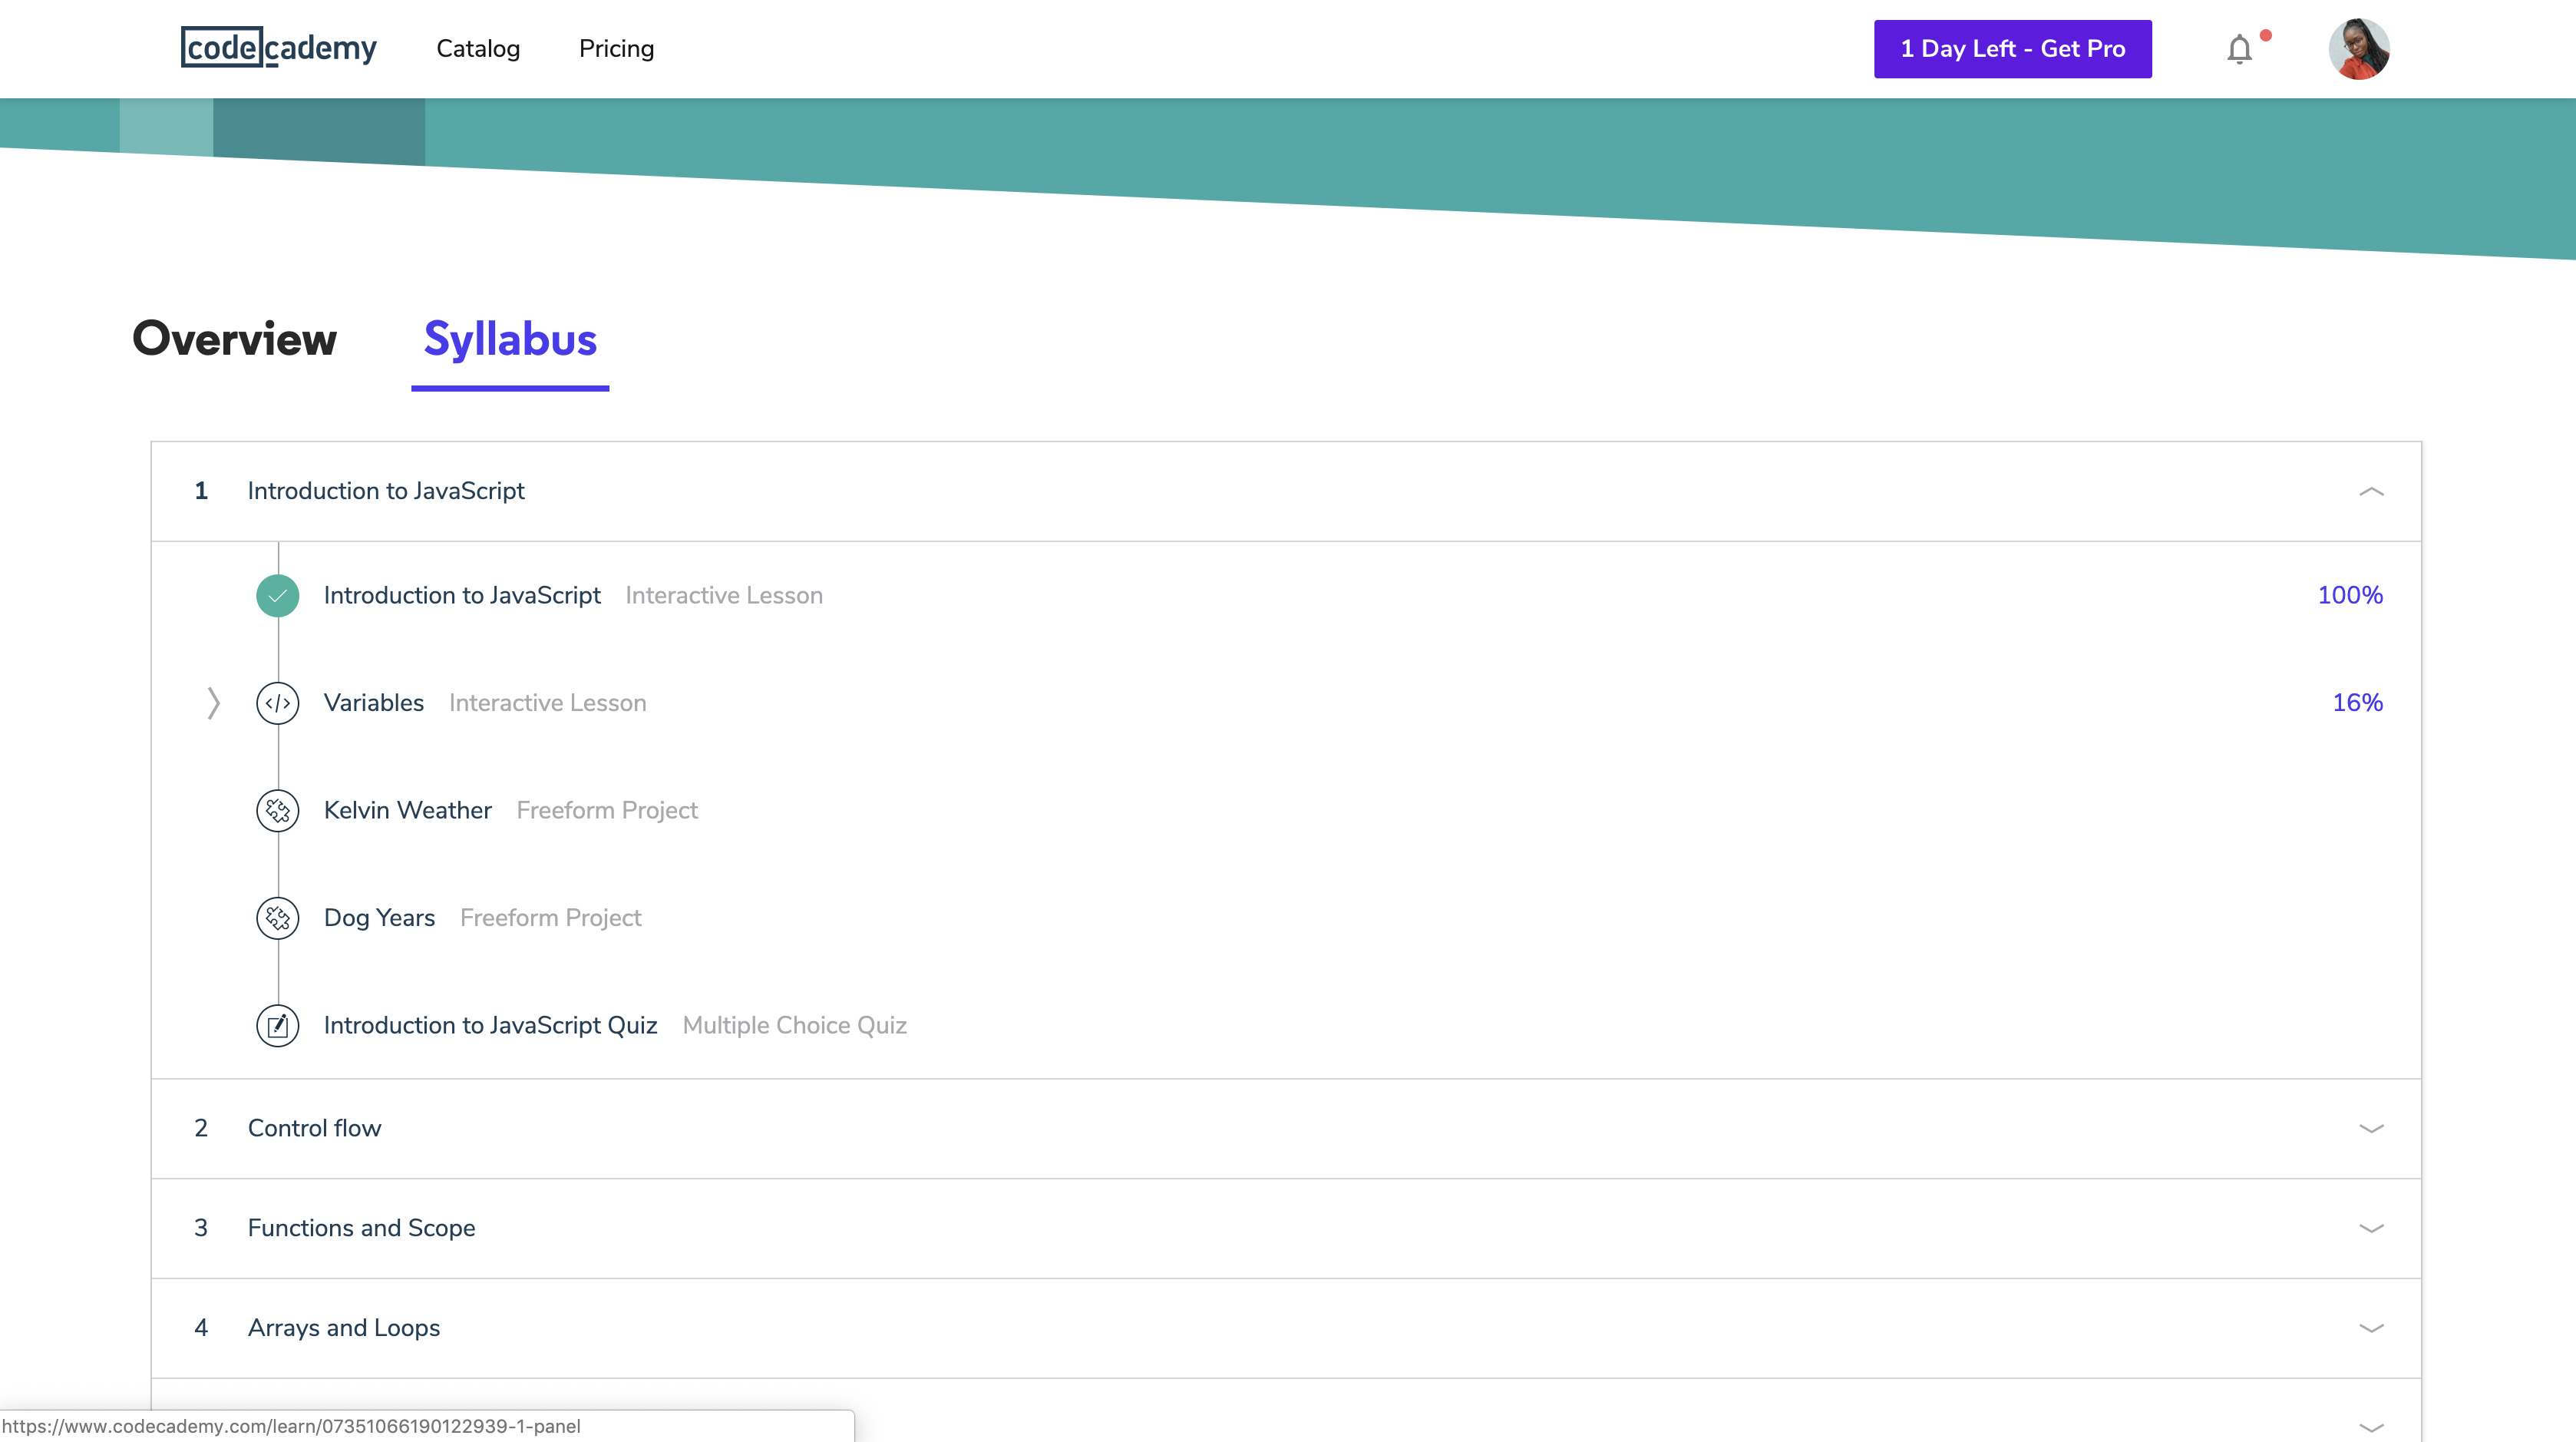 codecademy Catalog Pricing 1 Day Left - Get Pro
Overview Syllabus
1 Introduction to JavaScript
Introduction to JavaScript Interactive Lesson 100%
</> Variables Interactive Lesson 16%
Kelvin Weather Freeform Project
Dog Years Freeform Project
Introduction to JavaScript Quiz Multiple Choice Quiz
2 Control flow
3 Functions and Scope
4 Arrays and Loops
https://www.codecademy.com/learn/07351066190122939-1-panel